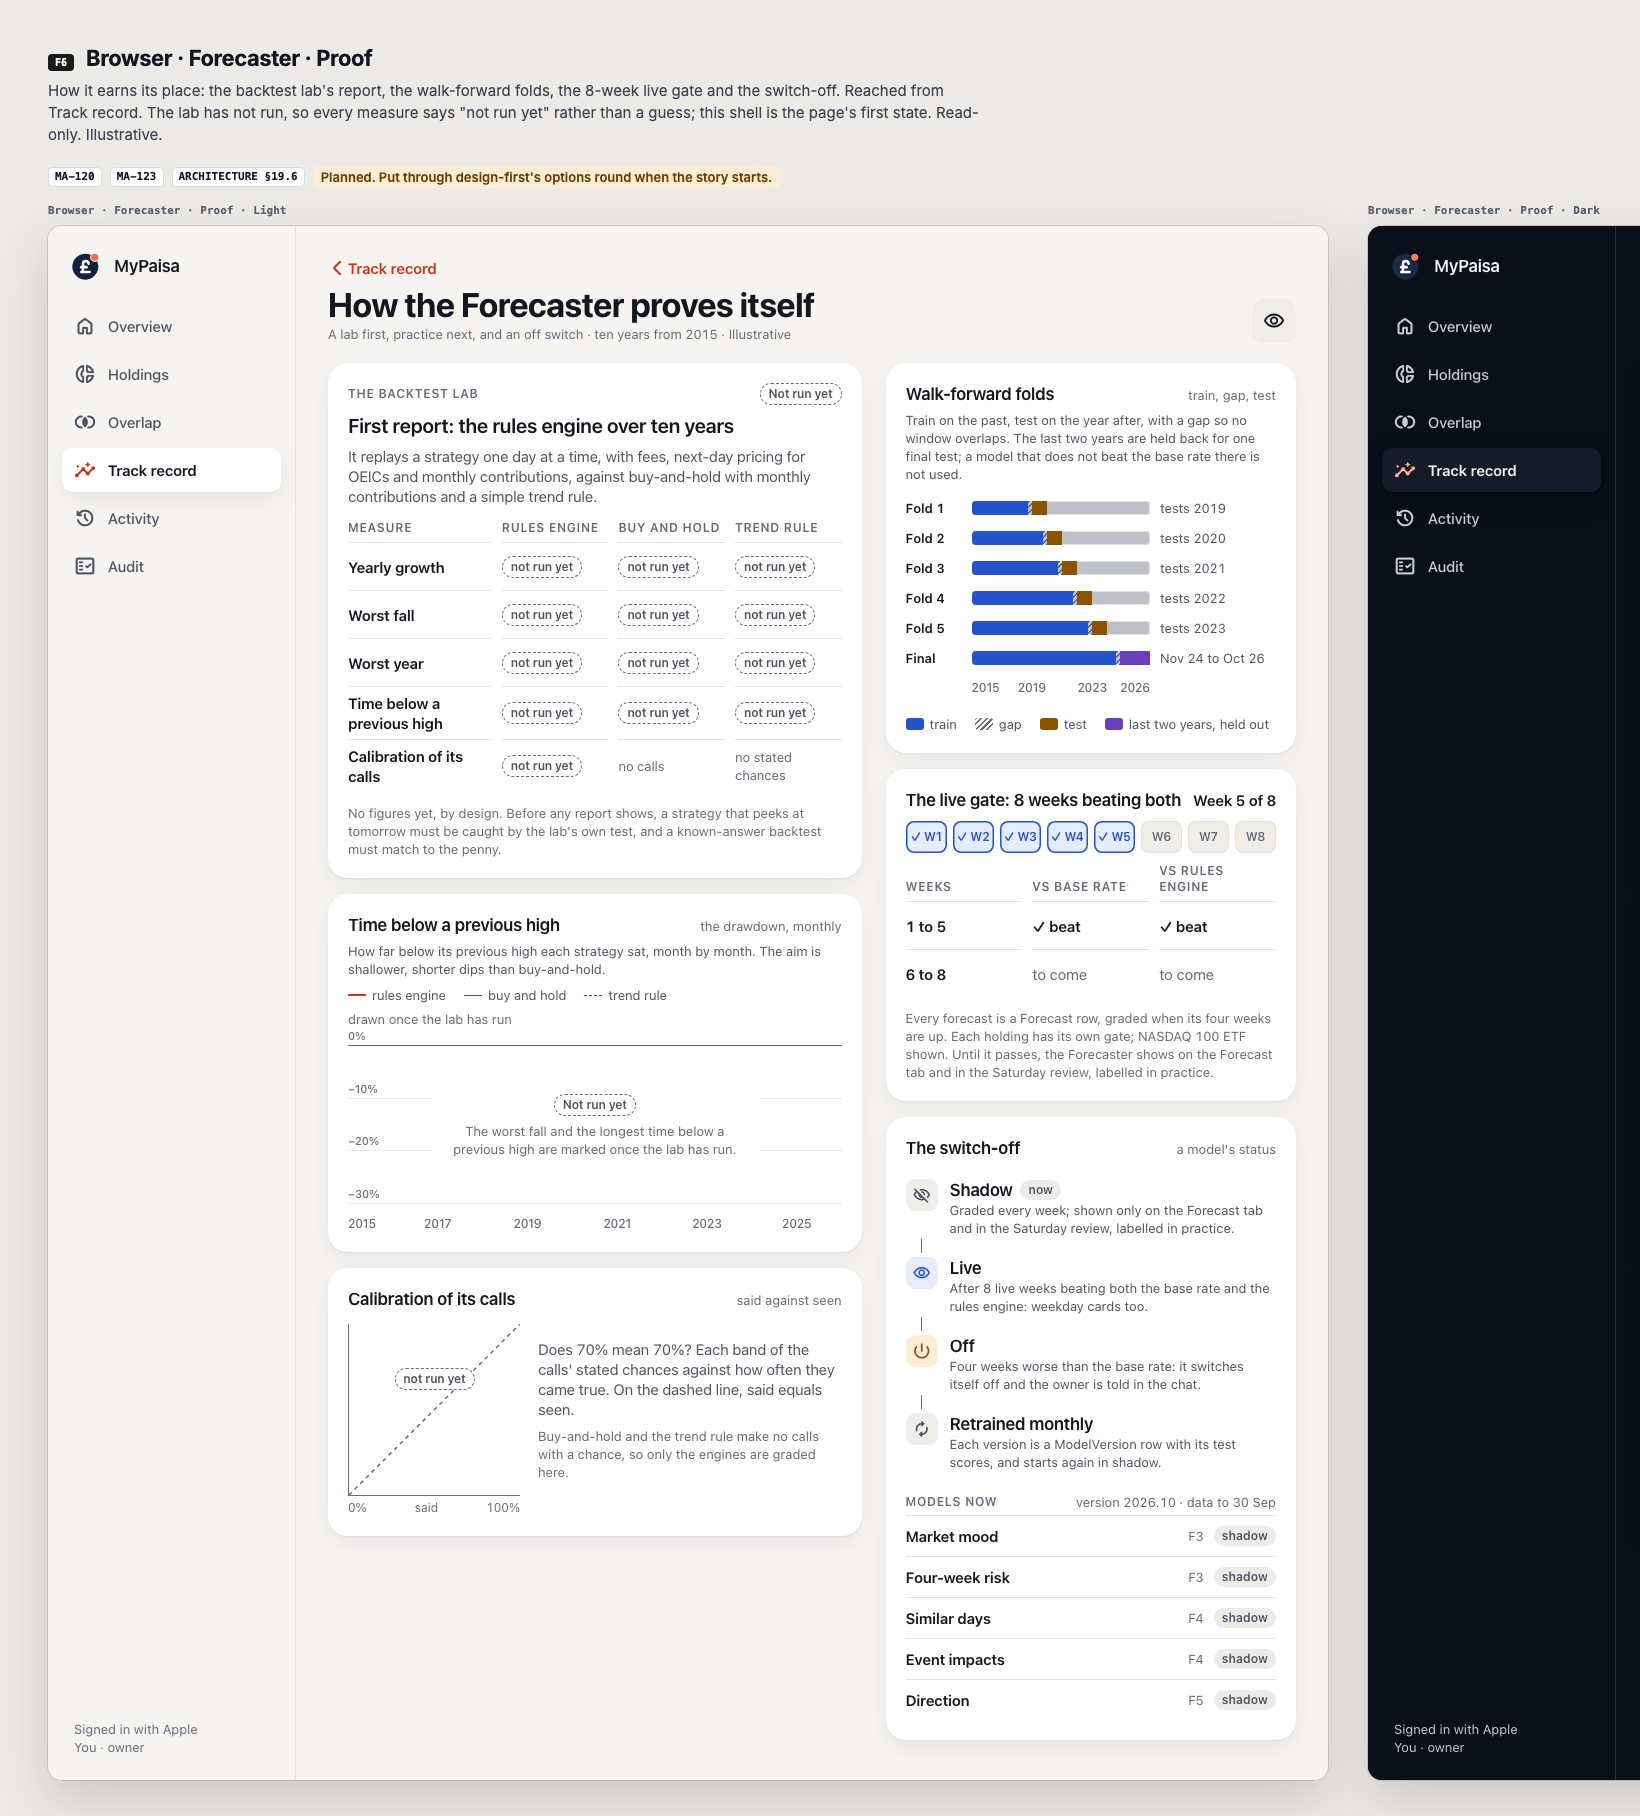 F6 Browser · Forecaster · Proof
How it earns its place: the backtest lab's report, the walk-forward folds, the 8-week live gate and the switch-off. Reached from
Track record. The lab has not run, so every measure says "not run yet" rather than a guess; this shell is the page's first state. Read-
only. Illustrative.
MA-120 MA-123 ARCHITECTURE §19.6 Planned. Put through design-first's options round when the story starts.
Browser · Forecaster · Proof · Light
£ MyPaisa
Overview
Holdings
Overlap
Track record
Activity
Audit
Signed in with Apple
You · owner
Track record
How the Forecaster proves itself
A lab first, practice next, and an off switch · ten years from 2015 · Illustrative
THE BACKTEST LAB Not run yet
First report: the rules engine over ten years
It replays a strategy one day at a time, with fees, next-day pricing for
OEICs and monthly contributions, against buy-and-hold with monthly
contributions and a simple trend rule.
MEASURE RULES ENGINE BUY AND HOLD TREND RULE
Yearly growth not run yet not run yet not run yet
Worst fall not run yet not run yet not run yet
Worst year not run yet not run yet not run yet
Time below a
previous high not run yet not run yet not run yet
Calibration of its
calls not run yet no calls no stated
chances
No figures yet, by design. Before any report shows, a strategy that peeks at
tomorrow must be caught by the lab's own test, and a known-answer backtest
must match to the penny.
Time below a previous high the drawdown, monthly
How far below its previous high each strategy sat, month by month. The aim is
shallower, shorter dips than buy-and-hold.
rules engine buy and hold trend rule
drawn once the lab has run
0%
−10%
−20%
−30%
Not run yet
The worst fall and the longest time below a
previous high are marked once the lab has run.
2015 2017 2019 2021 2023 2025
Calibration of its calls said against seen
not run yet
0% said 100%
Does 70% mean 70%? Each band of the
calls' stated chances against how often they
came true. On the dashed line, said equals
seen.
Buy-and-hold and the trend rule make no calls
with a chance, so only the engines are graded
here.
Walk-forward folds train, gap, test
Train on the past, test on the year after, with a gap so no
window overlaps. The last two years are held back for one
final test; a model that does not beat the base rate there is
not used.
Fold 1 tests 2019
Fold 2 tests 2020
Fold 3 tests 2021
Fold 4 tests 2022
Fold 5 tests 2023
Final Nov 24 to Oct 26
2015 2019 2023 2026
train gap test last two years, held out
The live gate: 8 weeks beating both Week 5 of 8
✓ W1 ✓ W2 ✓ W3 ✓ W4 ✓ W5 W6 W7 W8
WEEKS VS BASE RATE VS RULES
ENGINE
1 to 5 ✓ beat ✓ beat
6 to 8 to come to come
Every forecast is a Forecast row, graded when its four weeks
are up. Each holding has its own gate; NASDAQ 100 ETF
shown. Until it passes, the Forecaster shows on the Forecast
tab and in the Saturday review, labelled in practice.
The switch-off a model's status
Shadow now
Graded every week; shown only on the Forecast tab
and in the Saturday review, labelled in practice.
Live
After 8 live weeks beating both the base rate and the
rules engine: weekday cards too.
Off
Four weeks worse than the base rate: it switches
itself off and the owner is told in the chat.
Retrained monthly
Each version is a ModelVersion row with its test
scores, and starts again in shadow.
MODELS NOW version 2026.10 · data to 30 Sep
Market mood F3 shadow
Four-week risk F3 shadow
Similar days F4 shadow
Event impacts F4 shadow
Direction F5 shadow
Browser · Forecaster · Proof · Dark
£ MyPaisa
Overview
Holdings
Overlap
Track record
Activity
Audit
Signed in with Apple
You · owner